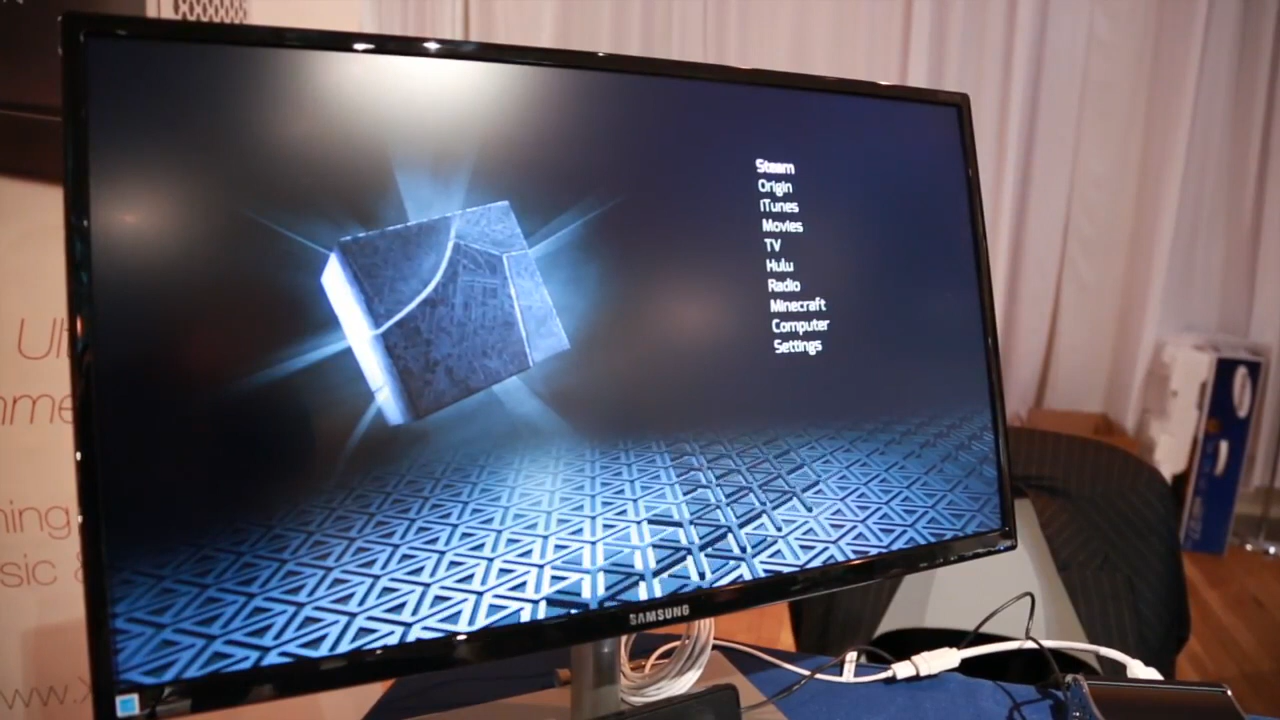 Steam
Origin
iTunes
Movies
TV
Hulu
Radio
Minecraft
Computer
Settings
SAMSUNG